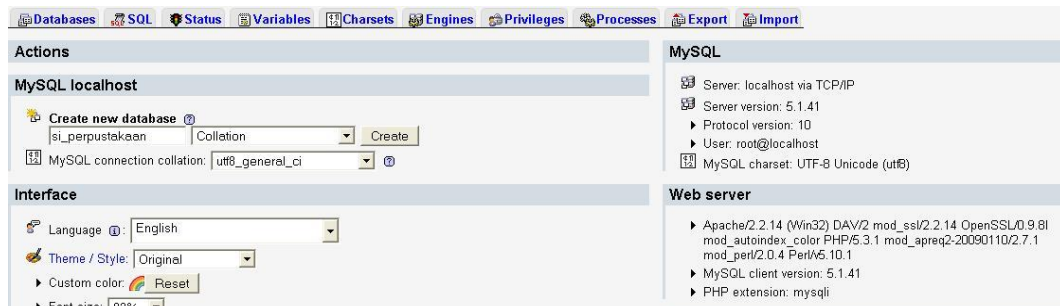 Databases SQL Status Variables Charsets Engines Privileges Processes Export Import
Actions
MySQL localhost
Create new database
si_perpustakaan Collation Create
MySQL connection collation: utf8_general_ci
Interface
Language : English
Theme / Style: Original
Custom color: Reset
Font size:
MySQL
Server: localhost via TCP/IP
Server version: 5.1.41
Protocol version: 10
User: root@localhost
MySQL charset: UTF-8 Unicode (utf8)
Web server
Apache/2.2.14 (Win32) DAV/2 mod_ssl/2.2.14 OpenSSL/0.9.8l
mod_autoindex_color PHP/5.3.1 mod_apreq2-20090110/2.7.1
mod_perl/2.0.4 Perl/v5.10.1
MySQL client version: 5.1.41
PHP extension: mysqli